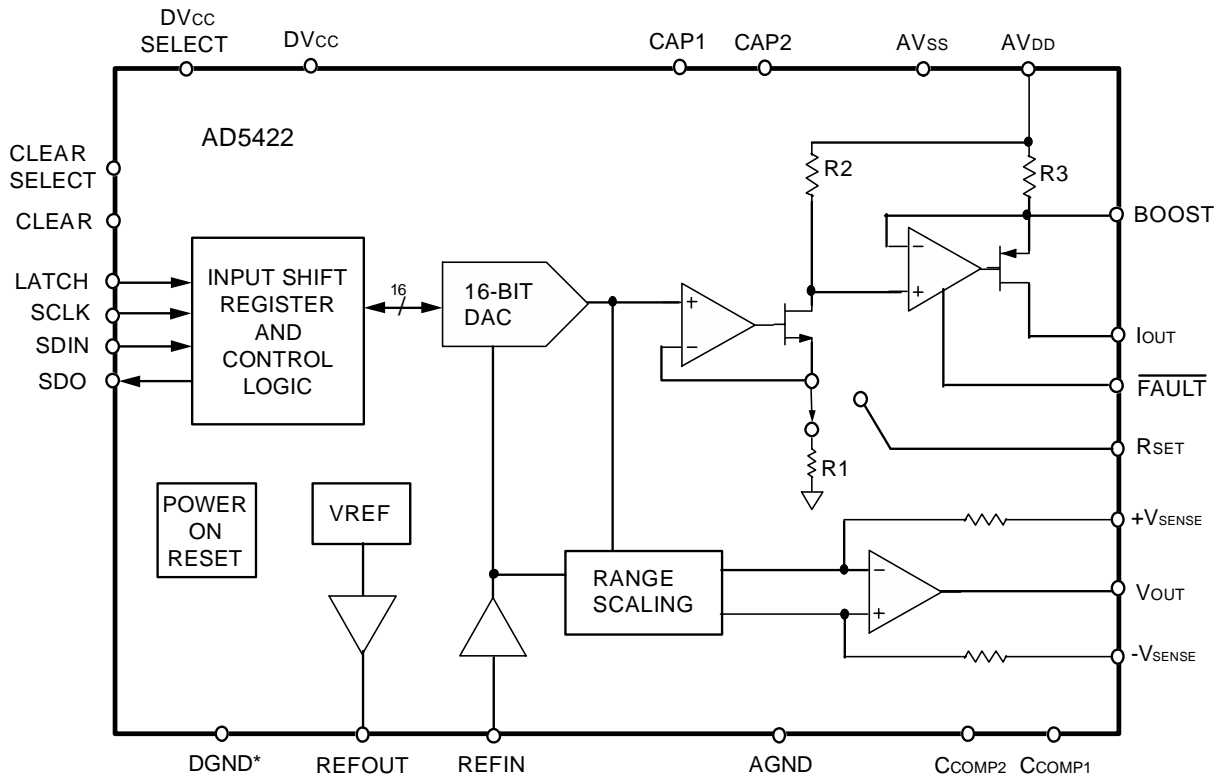 DVCC
SELECT
DVCC
CAP1
CAP2
AVSS
AVDD
AD5422
CLEAR
SELECT
CLEAR
LATCH
SCLK
SDIN
SDO
INPUT SHIFT
REGISTER
AND
CONTROL
LOGIC
16
16-BIT
DAC
+
−
R2
R3
−
+
R1
BOOST
IOUT
FAULT
RSET
+VSENSE
VOUT
-VSENSE
POWER
ON
RESET
VREF
RANGE
SCALING
−
+
DGND*
REFOUT
REFIN
AGND
CCOMP2
CCOMP1